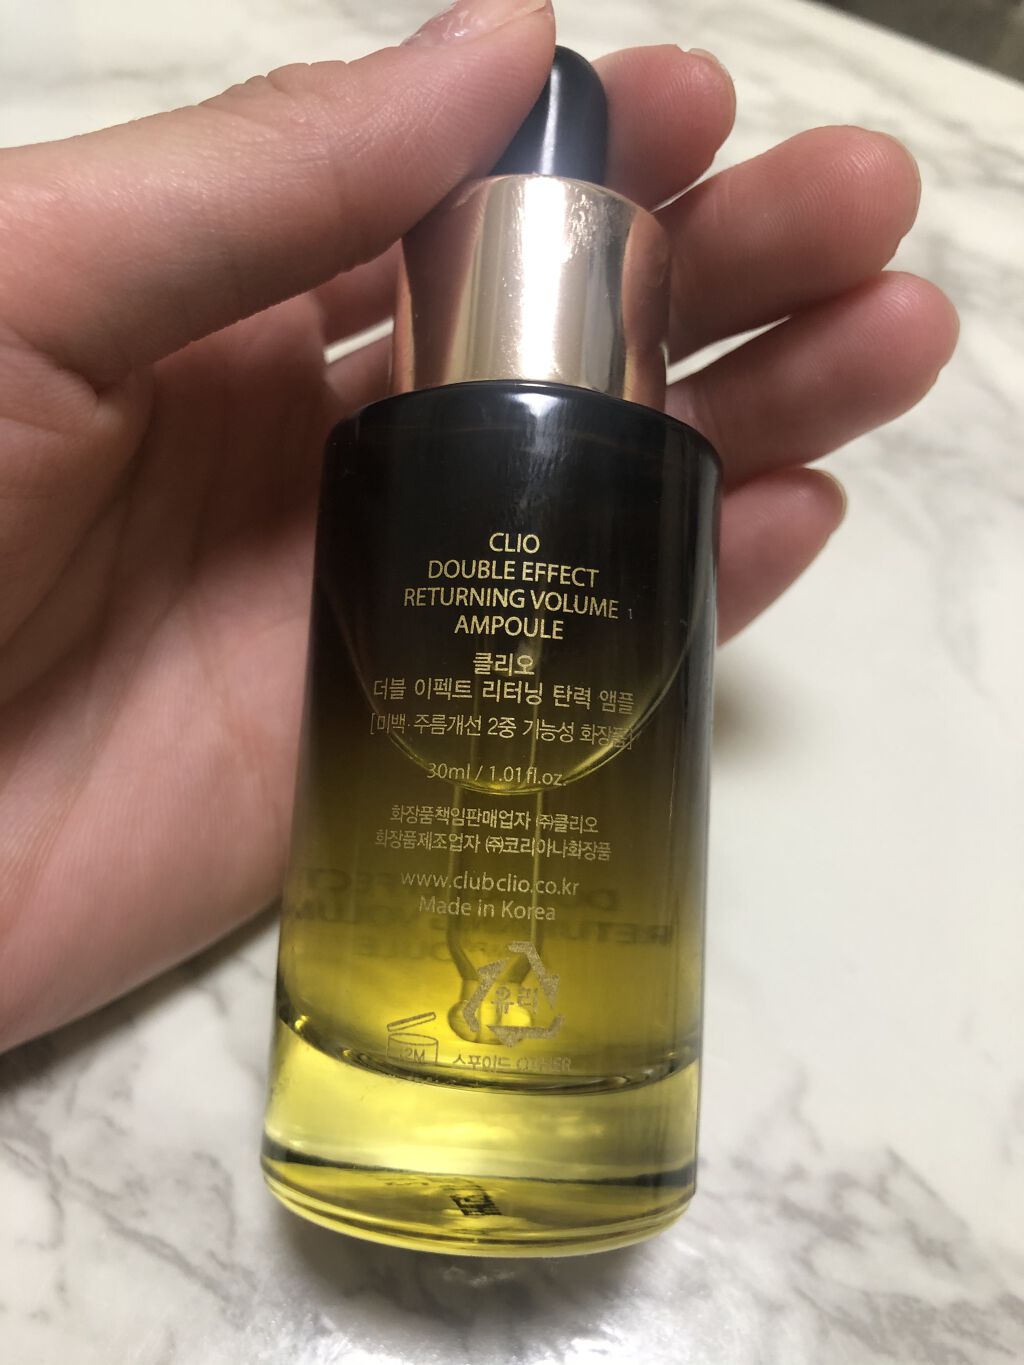 CLIO
DOUBLE EFFECT
RETURNING VOLUME
AMPOULE
클리오
더블 이펙트 리터닝 탄력 앰플
[미백·주름개선 2중 기능성 화장품]
30ml / 1.01fl.oz.
화장품책임판매업자 ㈜클리오
화장품제조업자 ㈜코리아나화장품
www.clubclio.co.kr
Made in Korea
유리
12M
스포이드 OTHER